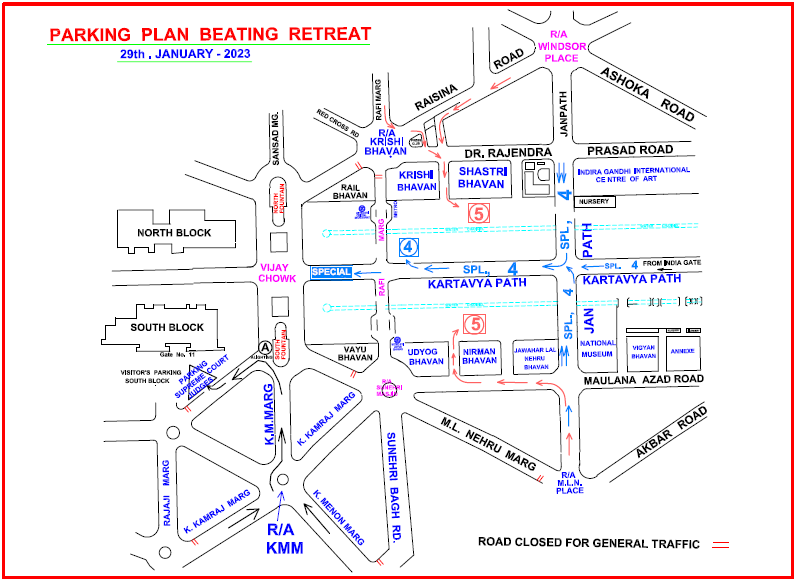 PARKING PLAN BEATING RETREAT
29th , JANUARY - 2023
R/A
WINDSOR
PLACE
ROAD
RAISINA
ASHOKA ROAD
RAFI MARG
RED CROSS RD
SANSAD MG.
JANPATH
R/A
KRISHI
BHAVAN
DR. RAJENDRA
PRASAD ROAD
RAIL
BHAVAN
KRISHI
BHAVAN
SHASTRI
BHAVAN
INDIRA GANDHI INTERNATIONAL
CENTRE OF ART
NURSERY
NORTH
FOUNTAIN
METRO
MARG
5
4
SPL., 4
PATH
NORTH BLOCK
VIJAY
CHOWK
SPECIAL
SPL., 4
SPL. 4
FROM INDIA GATE
KARTAVYA PATH
KARTAVYA PATH
RAFI
SPL., 4
JAN
SOUTH BLOCK
Gate No. 11
SOUTH
FOUNTAIN
A
5
VAYU
BHAVAN
UDYOG
BHAVAN
NIRMAN
BHAVAN
JAWAHAR LAL
NEHRU
BHAVAN
NATIONAL
MUSEUM
VIGYAN
BHAVAN
ANNEXE
VISITOR'S PARKING
SOUTH BLOCK
PARKING
SUPREME COURT
JUDGES
R/A
SUNEHRI
MASJID
MAULANA AZAD ROAD
K.M.MARG
K. KAMRAJ MARG
SUNEHRI BAGH RD.
M.L. NEHRU MARG
AKBAR ROAD
RAJAJI MARG
K. KAMRAJ MARG
K. MENON MARG
R/A
M.L.N.
PLACE
R/A
KMM
ROAD CLOSED FOR GENERAL TRAFFIC